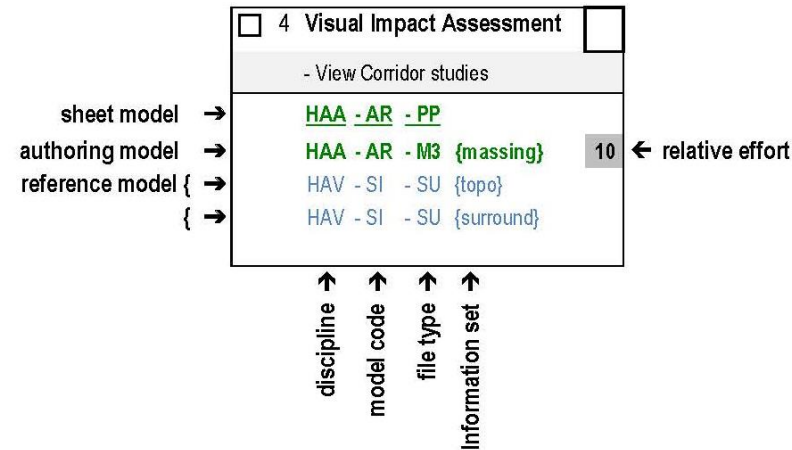 4 Visual Impact Assessment
- View Corridor studies
sheet model → HAA - AR - PP
authoring model → HAA - AR - M3 {massing} 10 ← relative effort
reference model { → HAV - SI - SU {topo}
{ → HAV - SI - SU {surround}
discipline
model code
file type
Information set